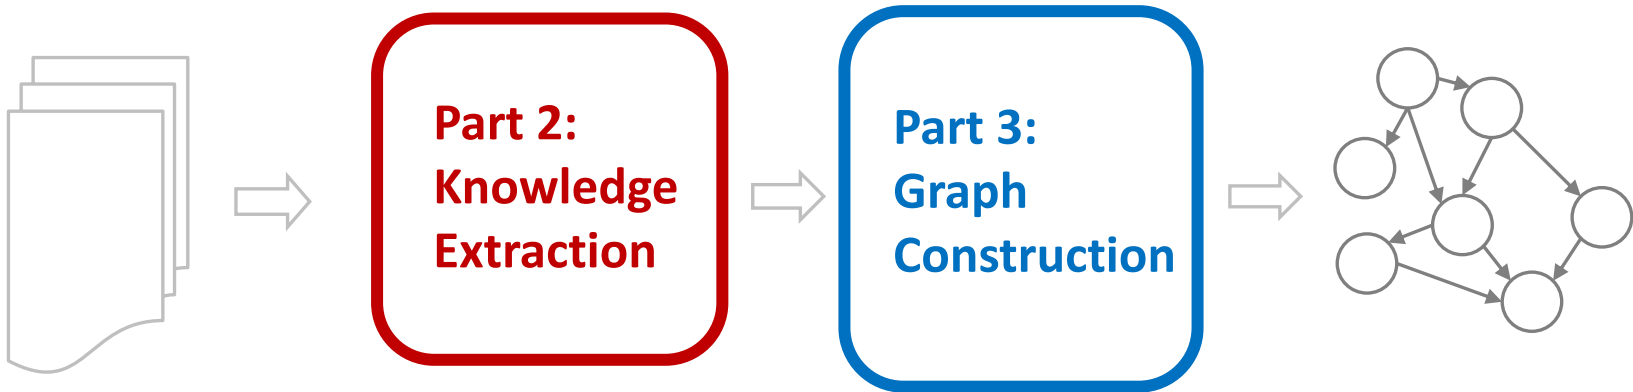 Part 2:
Knowledge
Extraction
Part 3:
Graph
Construction